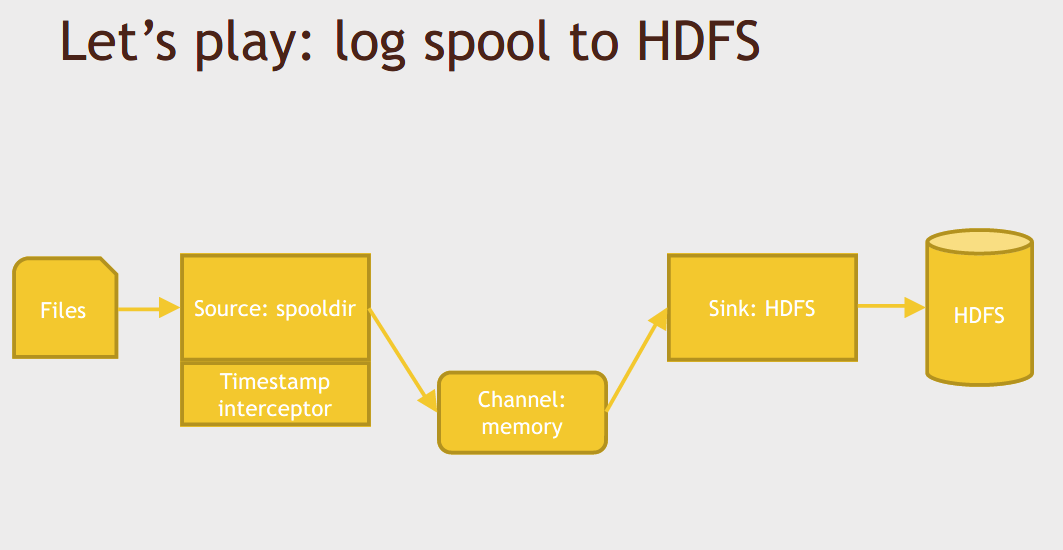 Let’s play: log spool to HDFS
Files
Source: spooldir
Timestamp
interceptor
Channel:
memory
Sink: HDFS
HDFS